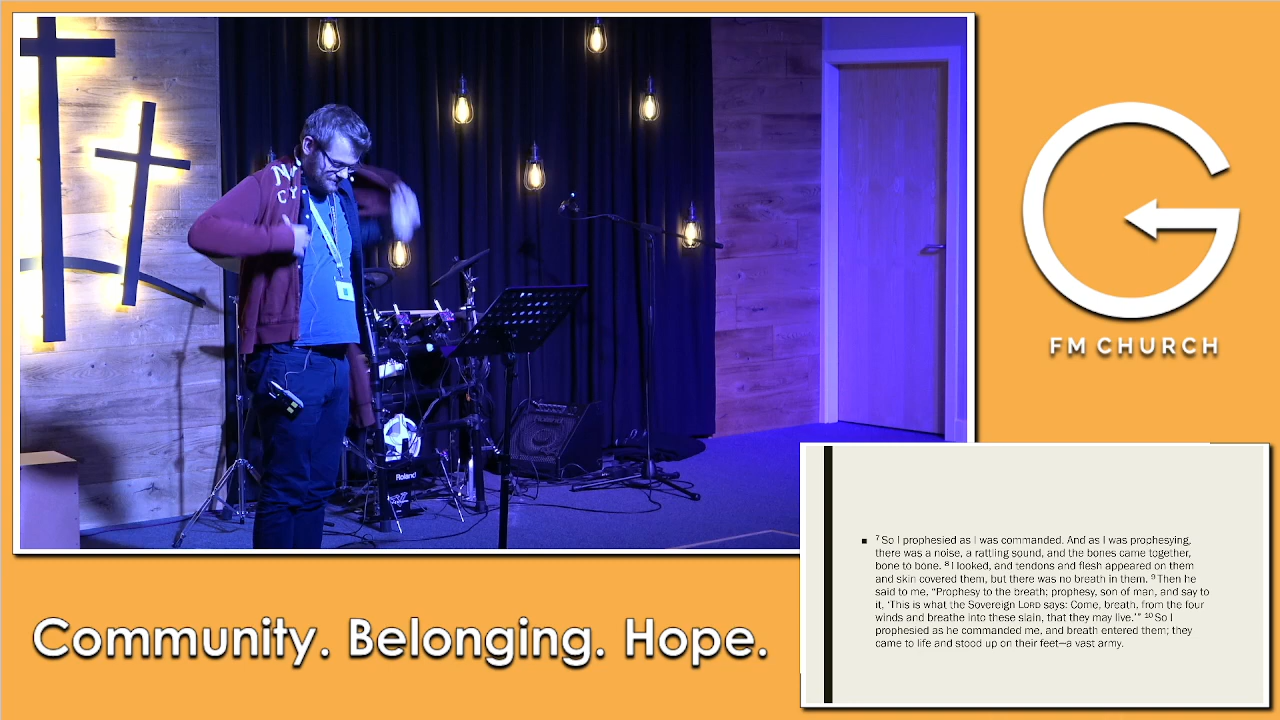 N
CY
Roland
FM CHURCH
■ ⁷ So I prophesied as I was commanded. And as I was prophesying,
there was a noise, a rattling sound, and the bones came together,
bone to bone. ⁸ I looked, and tendons and flesh appeared on them
and skin covered them, but there was no breath in them. ⁹ Then he
said to me, “Prophesy to the breath; prophesy, son of man, and say to
it, ‘This is what the Sovereign LORD says: Come, breath, from the four
winds and breathe into these slain, that they may live.’” ¹⁰ So I
prophesied as he commanded me, and breath entered them; they
came to life and stood up on their feet—a vast army.
Community. Belonging. Hope.